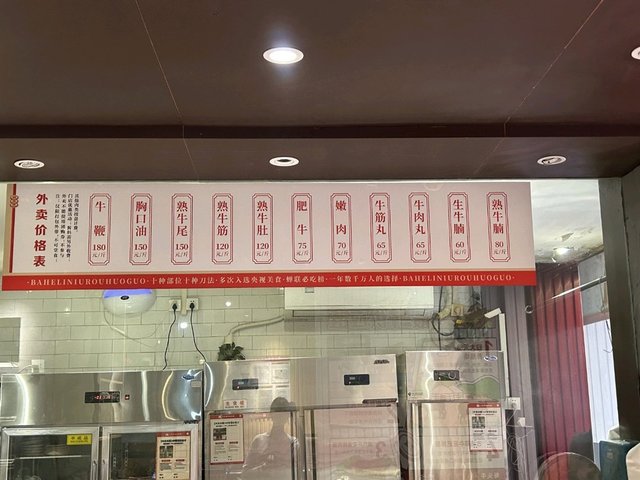 外卖价格表
牛鞭
180元/斤
胸口油
150元/斤
熟牛尾
150元/斤
熟牛筋
120元/斤
熟牛肚
120元/斤
肥牛
75元/斤
嫩肉
70元/斤
牛筋丸
65元/斤
牛肉丸
65元/斤
生牛腩
60元/斤
熟牛腩
80元/斤
·BAHELINIUROUHUOGUO·十种部位十种刀法·多次入选央视美食·蝉联必吃榜·一年数千万人的选择·BAHELINIUROUHUOGUO·